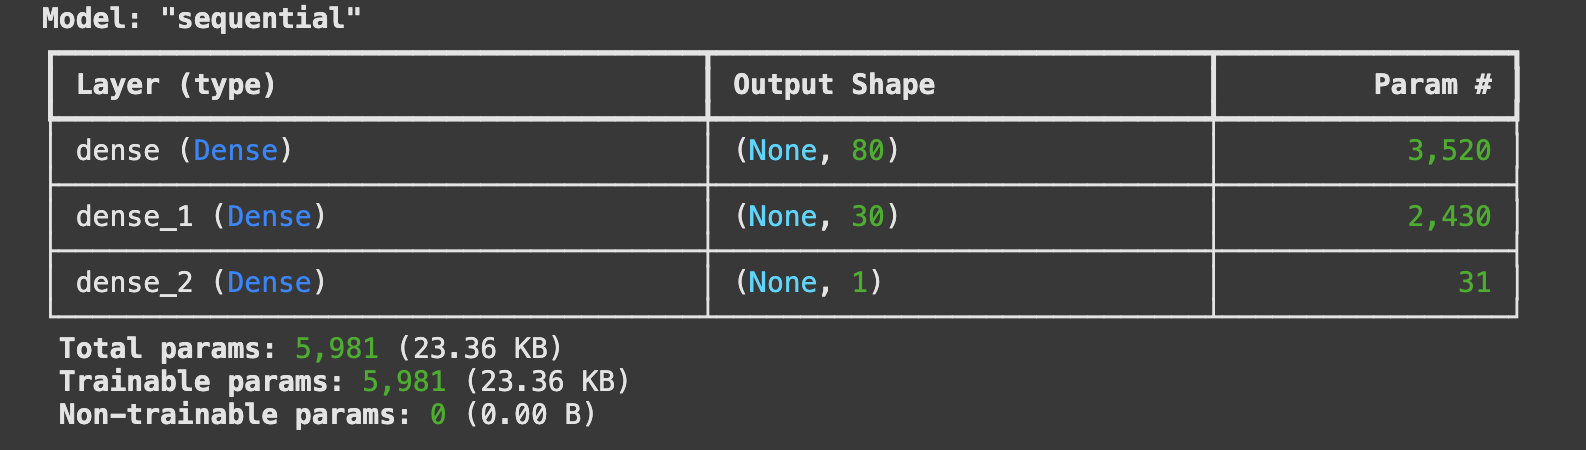 Model: "sequential"
Layer (type) Output Shape Param #
dense (Dense) (None, 80) 3,520
dense_1 (Dense) (None, 30) 2,430
dense_2 (Dense) (None, 1) 31
Total params: 5,981 (23.36 KB)
Trainable params: 5,981 (23.36 KB)
Non-trainable params: 0 (0.00 B)